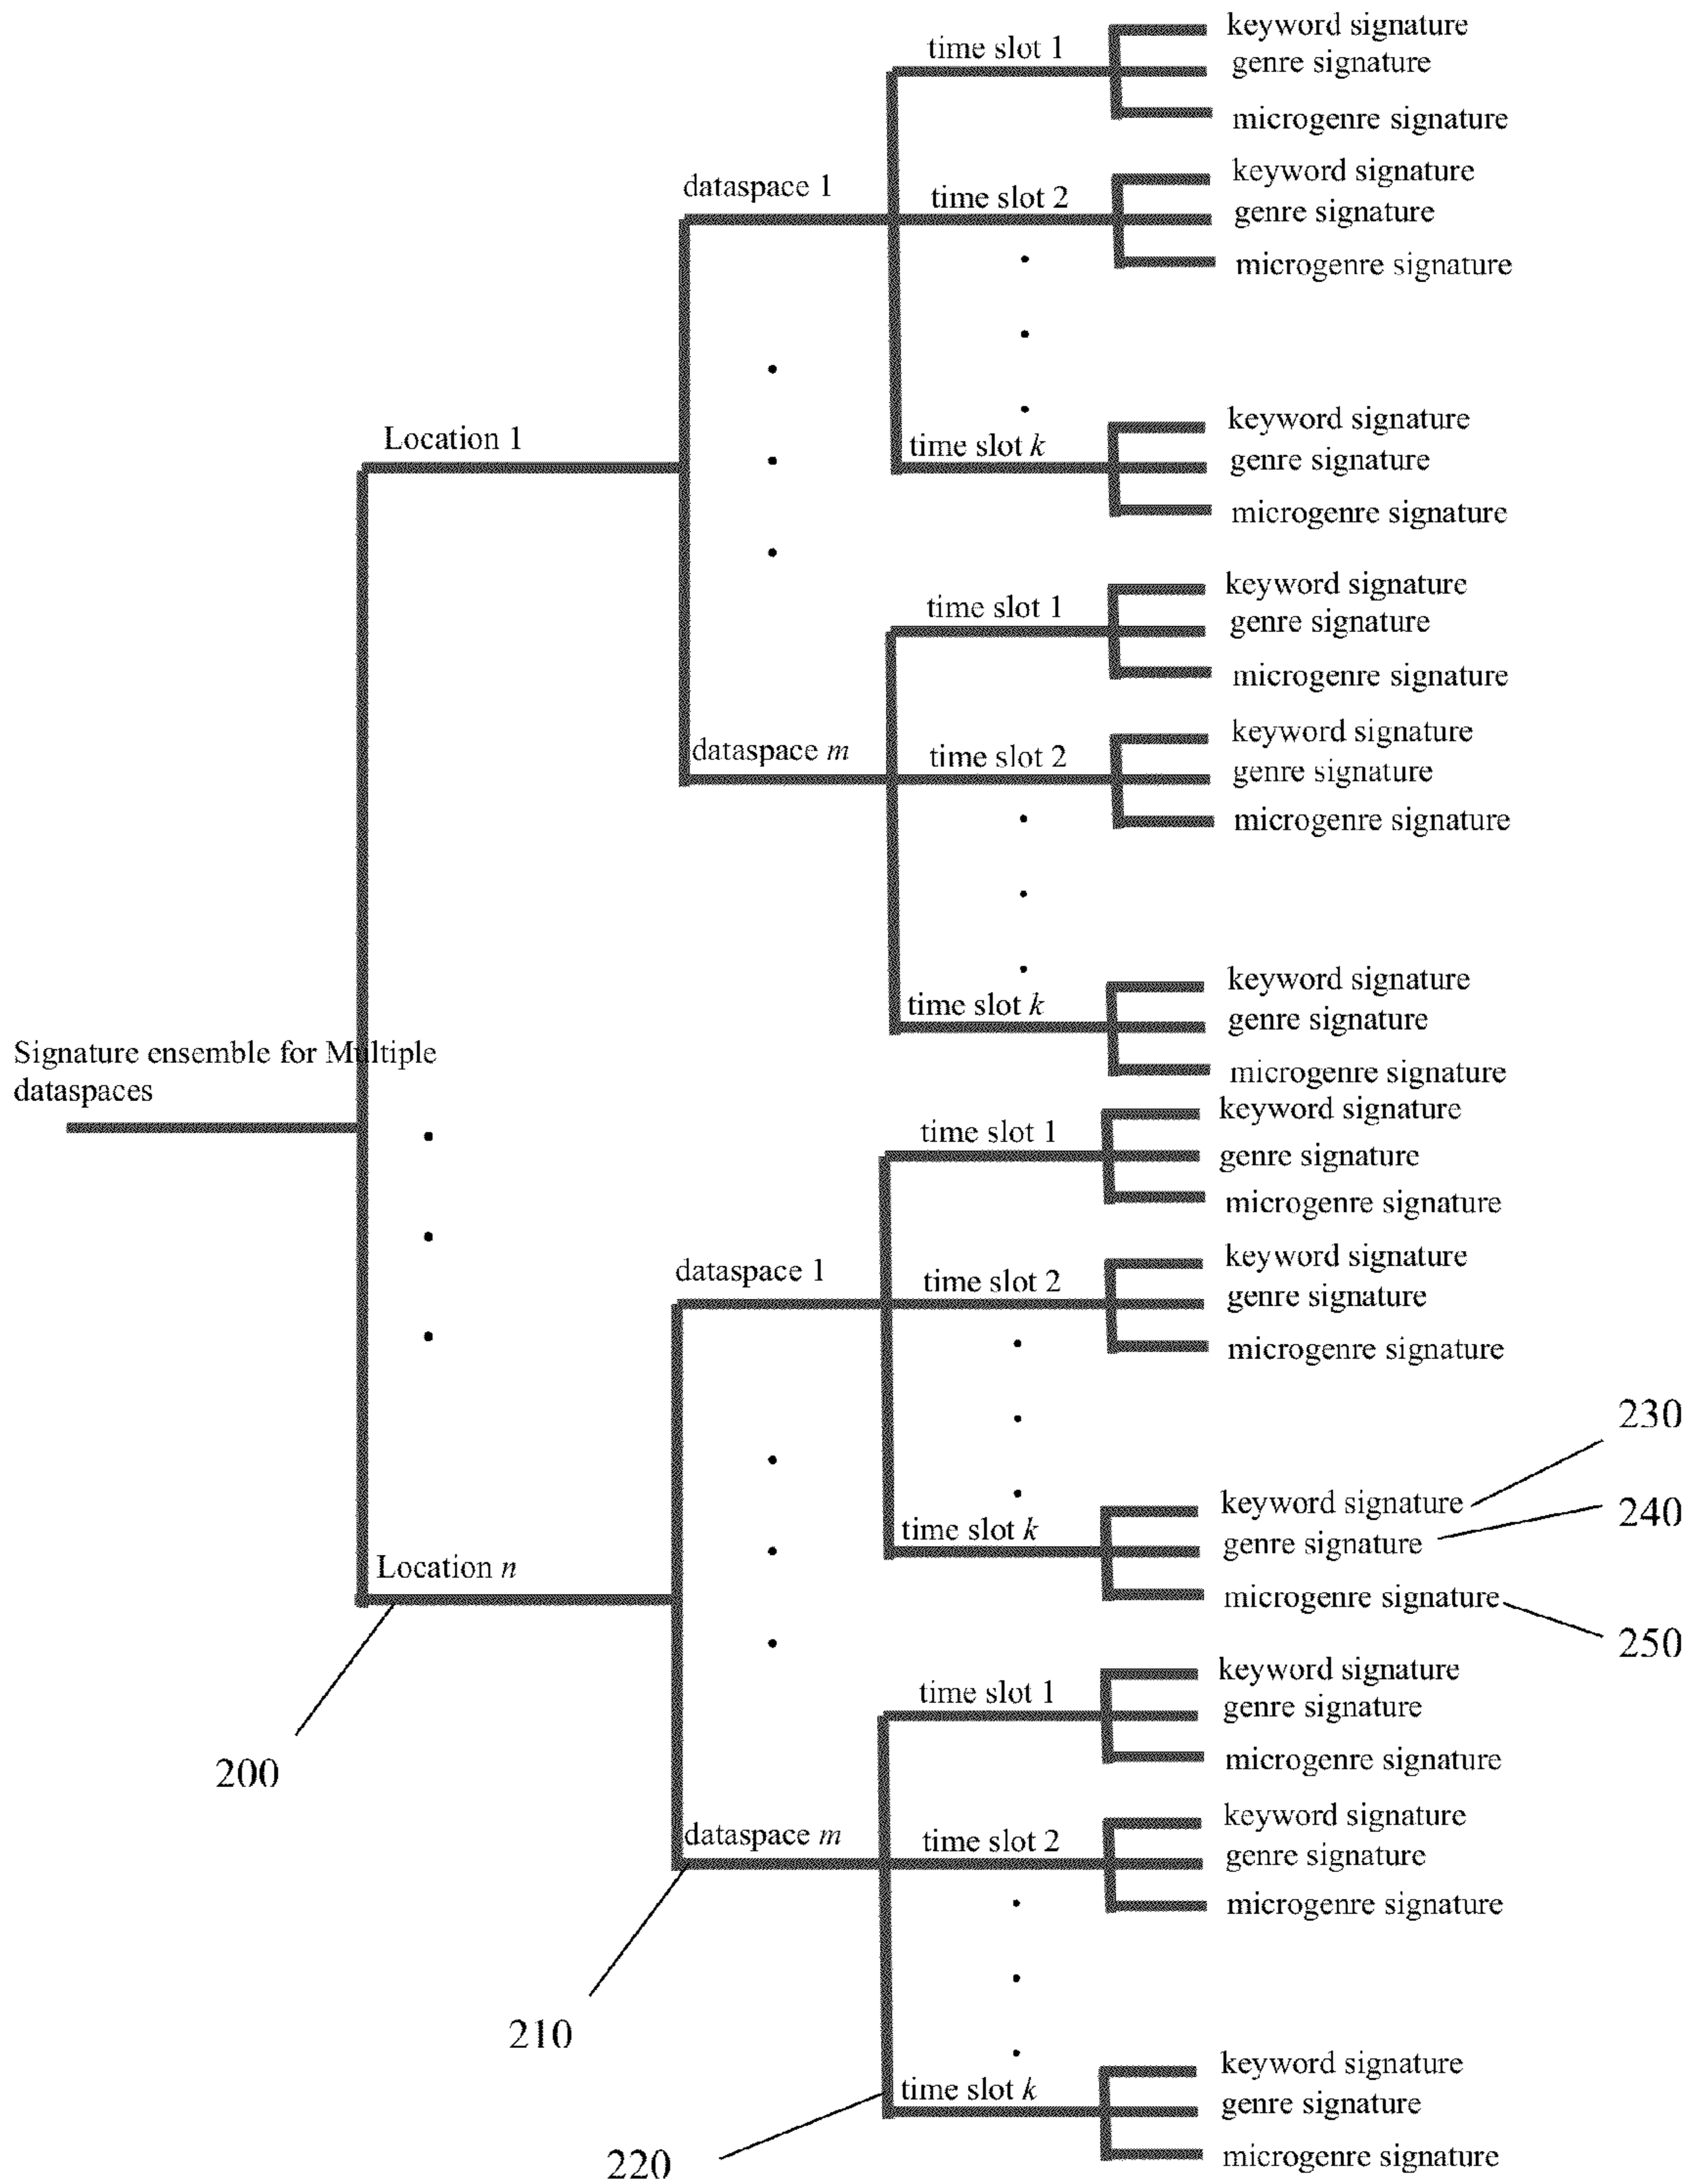 time slot 1
keyword signature
genre signature
microgenre signature
dataspace 1
time slot 2
keyword signature
genre signature
microgenre signature
Location 1
time slot k
keyword signature
genre signature
microgenre signature
time slot 1
keyword signature
genre signature
microgenre signature
dataspace m
time slot 2
keyword signature
genre signature
microgenre signature
time slot k
keyword signature
genre signature
microgenre signature
Signature ensemble for Multiple
dataspaces
time slot 1
keyword signature
genre signature
microgenre signature
dataspace 1
time slot 2
keyword signature
genre signature
microgenre signature
230
time slot k
keyword signature
240
genre signature
microgenre signature
250
Location n
200
time slot 1
keyword signature
genre signature
microgenre signature
dataspace m
210
time slot 2
keyword signature
genre signature
microgenre signature
time slot k
220
keyword signature
genre signature
microgenre signature